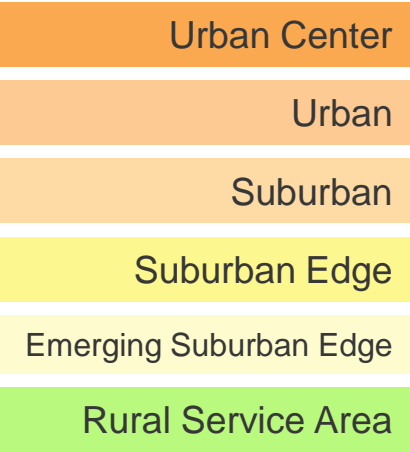 Urban Center
Urban
Suburban
Suburban Edge
Emerging Suburban Edge
Rural Service Area